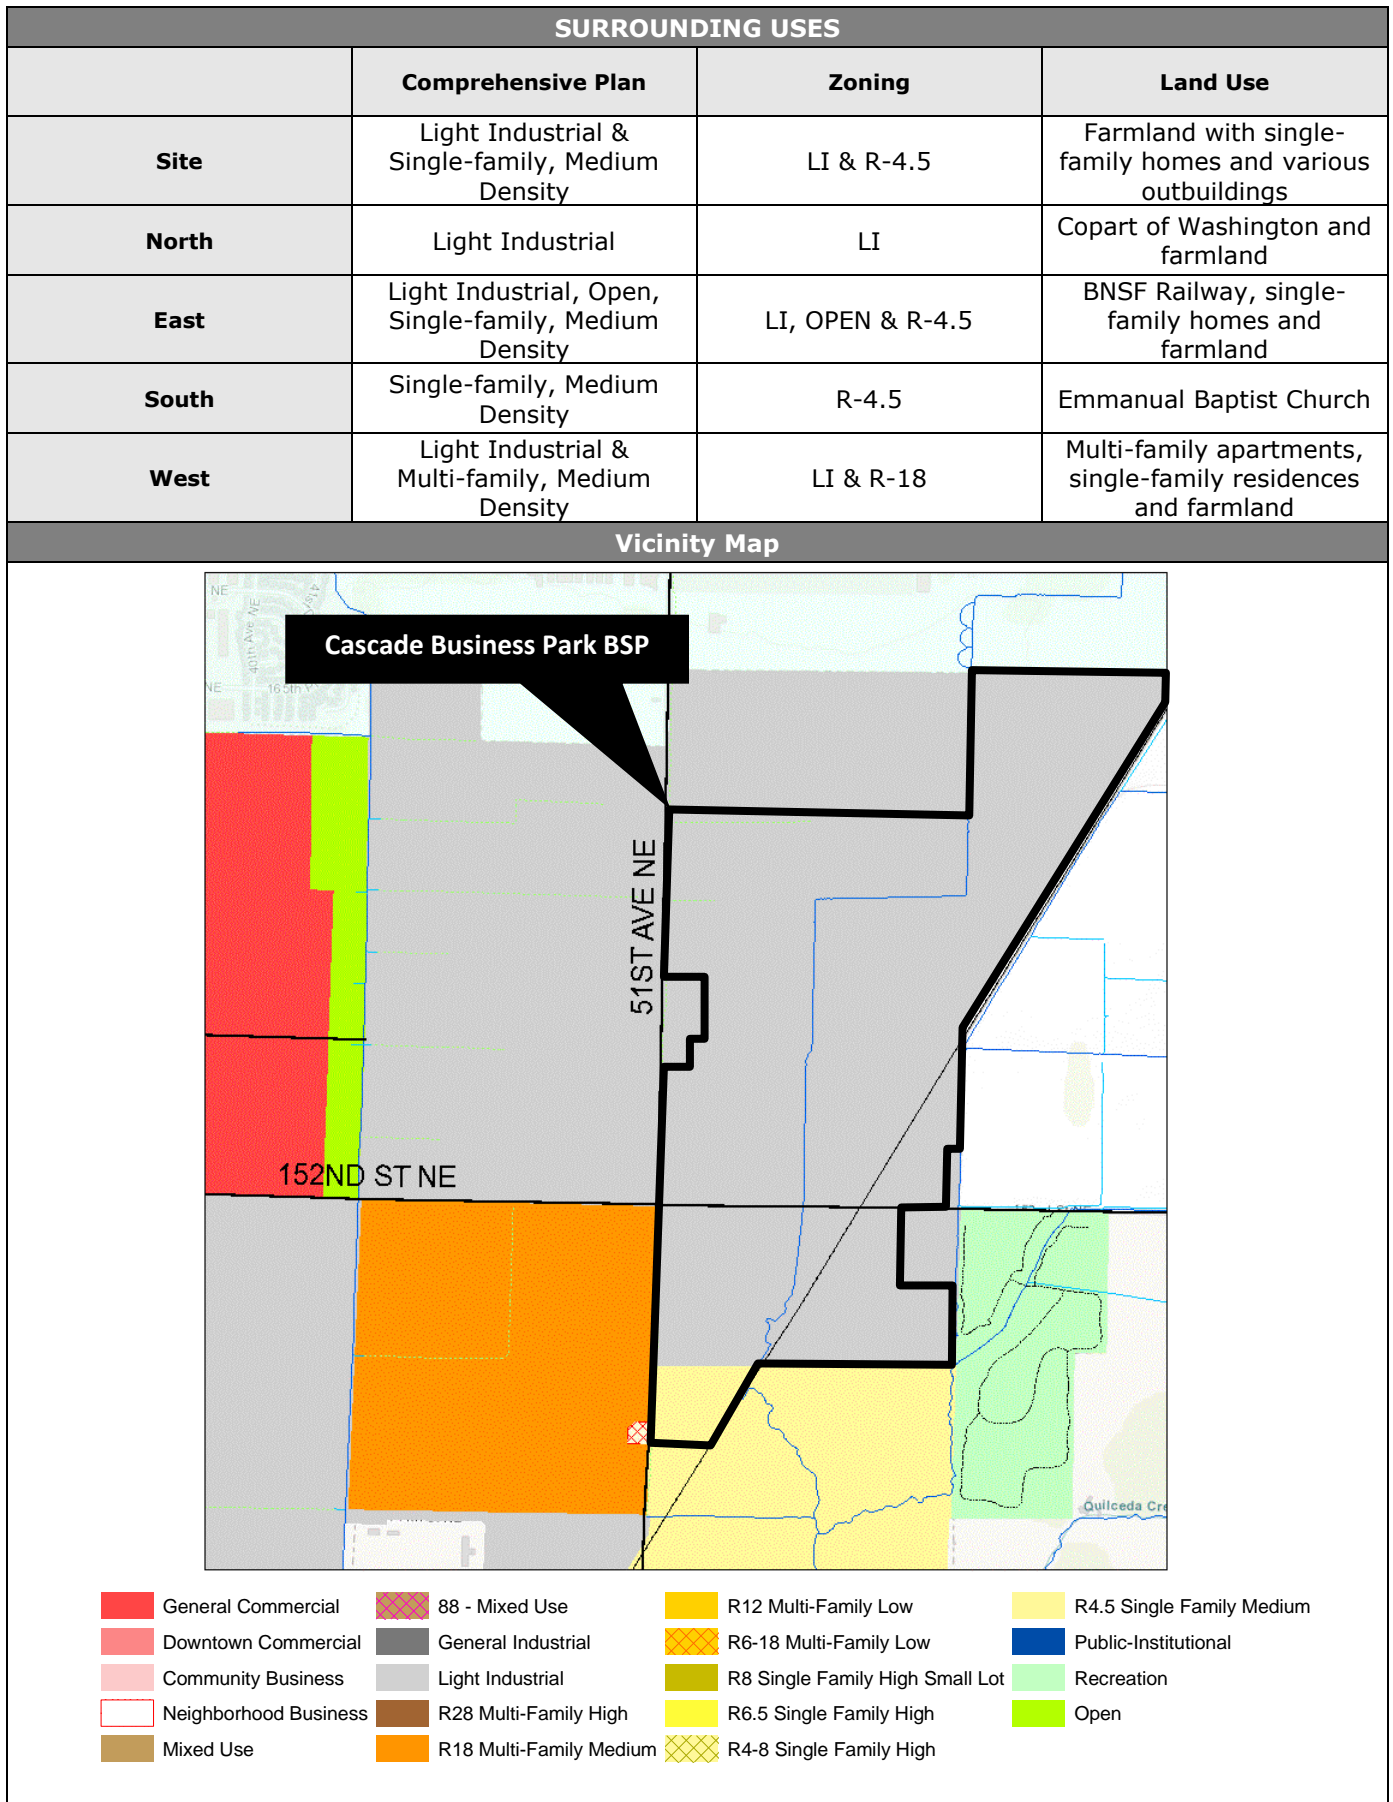 SURROUNDING USES
Comprehensive Plan
Zoning
Land Use
Site
Light Industrial &
Single-family, Medium
Density
LI & R-4.5
Farmland with single-
family homes and various
outbuildings
North
Light Industrial
LI
Copart of Washington and
farmland
East
Light Industrial, Open,
Single-family, Medium
Density
LI, OPEN & R-4.5
BNSF Railway, single-
family homes and
farmland
South
Single-family, Medium
Density
R-4.5
Emmanual Baptist Church
West
Light Industrial &
Multi-family, Medium
Density
LI & R-18
Multi-family apartments,
single-family residences
and farmland
Vicinity Map
NE
40th Ave NE
41st
NE
165th
Cascade Business Park BSP
51ST AVE NE
152ND ST NE
Quilceda Cre
General Commercial
Downtown Commercial
Community Business
Neighborhood Business
Mixed Use
88 - Mixed Use
General Industrial
Light Industrial
R28 Multi-Family High
R18 Multi-Family Medium
R12 Multi-Family Low
R6-18 Multi-Family Low
R8 Single Family High Small Lot
R6.5 Single Family High
R4-8 Single Family High
R4.5 Single Family Medium
Public-Institutional
Recreation
Open